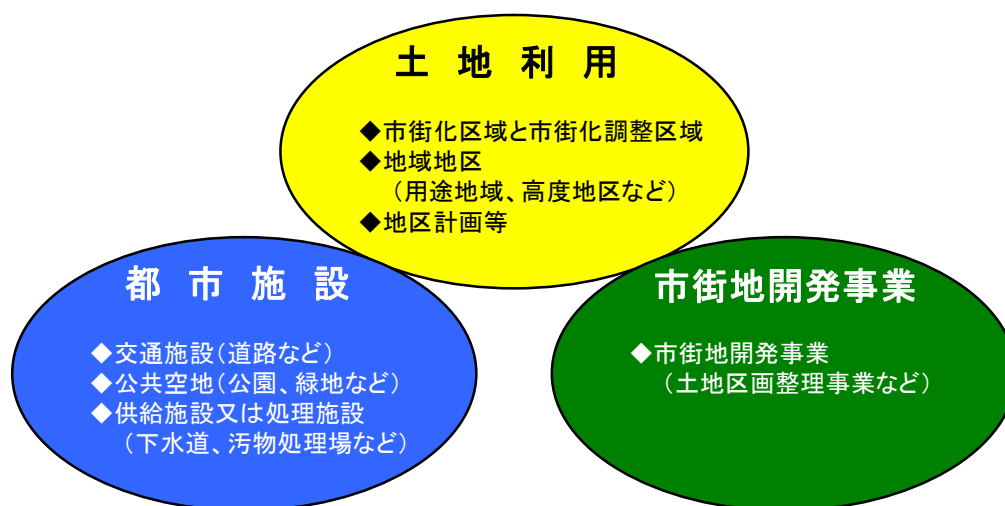 土 地 利 用
◆市街化区域と市街化調整区域
◆地域地区
（用途地域、高度地区など）
◆地区計画等
都 市 施 設
◆交通施設（道路など）
◆公共空地（公園、緑地など）
◆供給施設又は処理施設
（下水道、汚物処理場など）
市街地開発事業
◆市街地開発事業
（土地区画整理事業など）